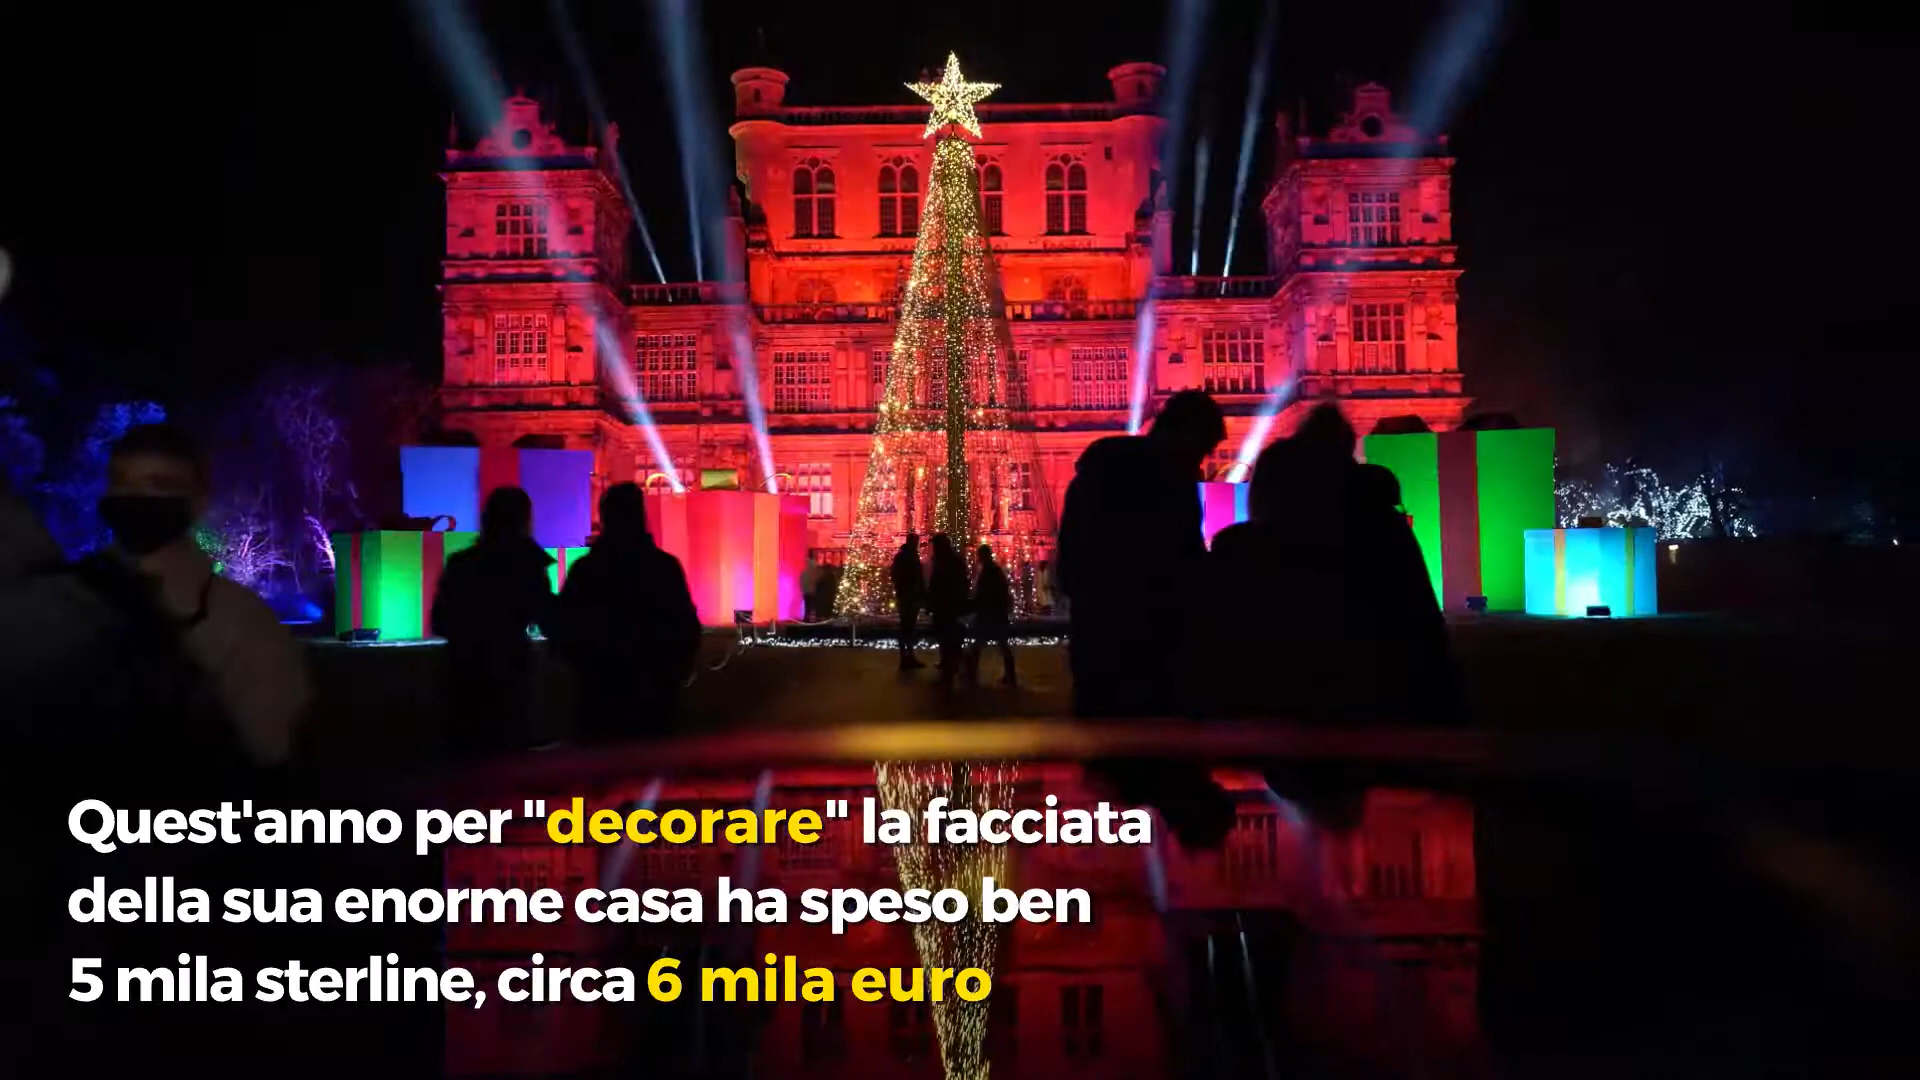 Quest'anno per "decorare" la facciata
della sua enorme casa ha speso ben
5 mila sterline, circa 6 mila euro